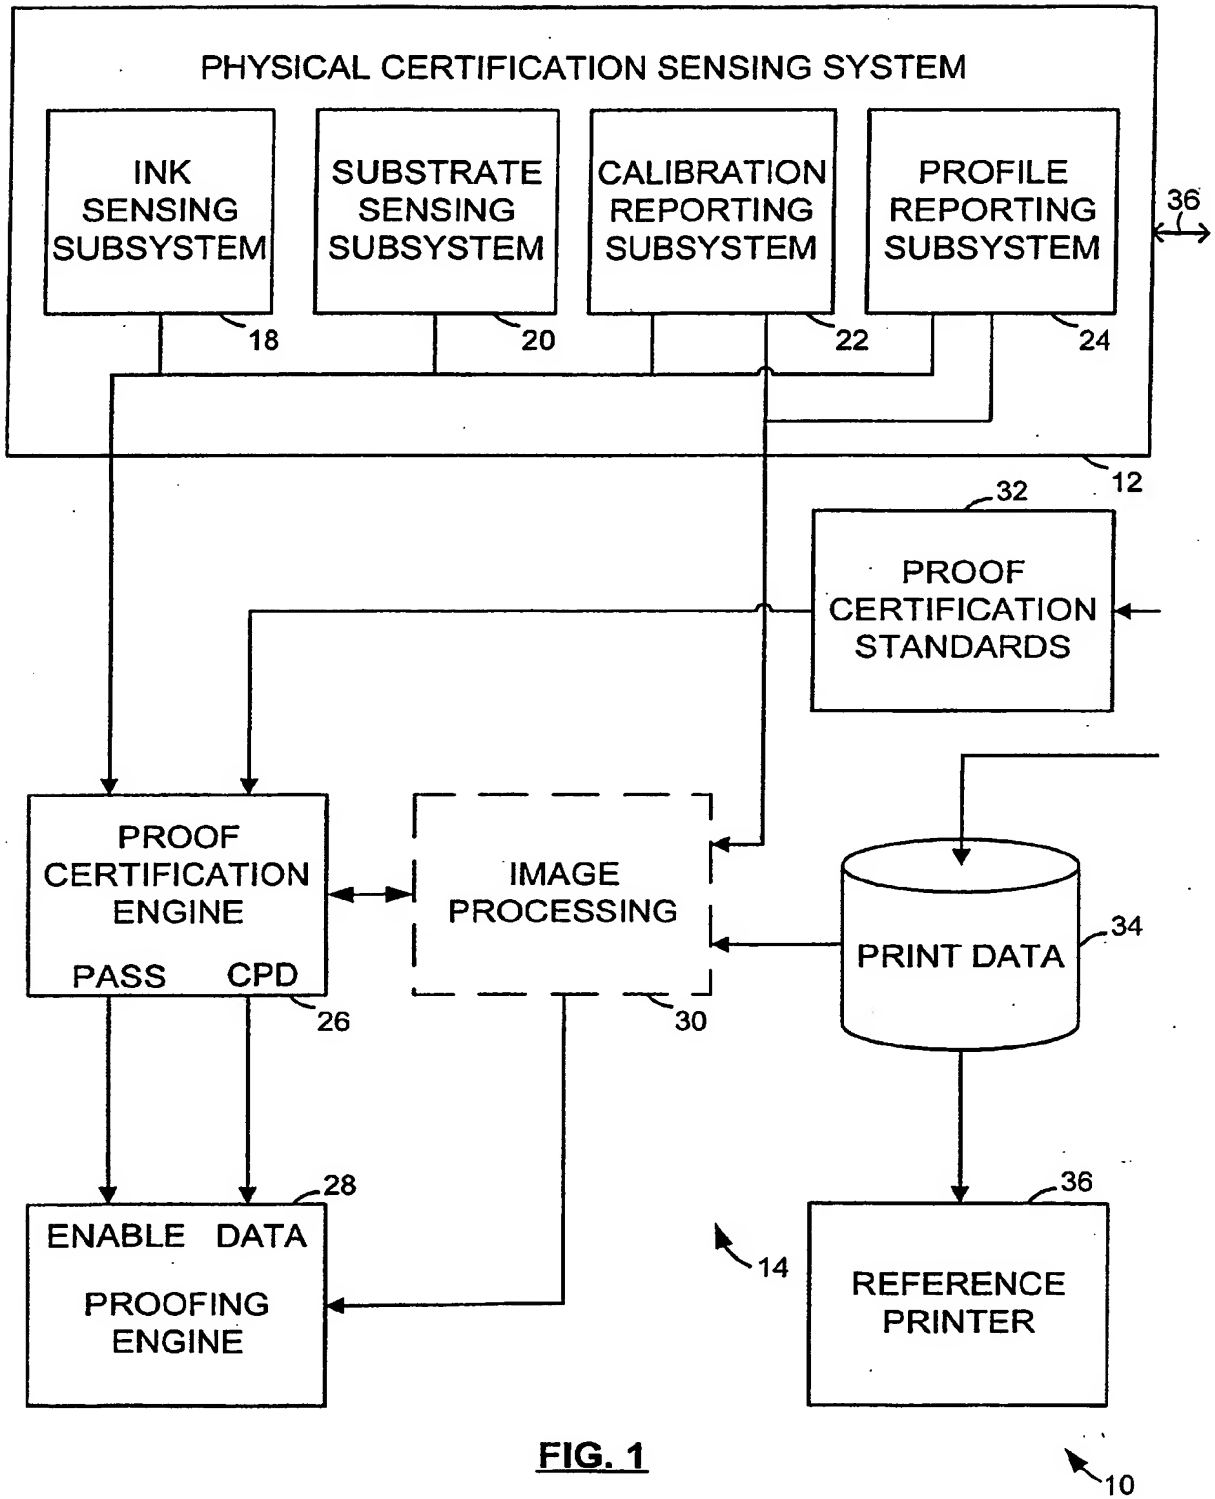 PHYSICAL CERTIFICATION SENSING SYSTEM
INK
SENSING
SUBSYSTEM
18
SUBSTRATE
SENSING
SUBSYSTEM
20
CALIBRATION
REPORTING
SUBSYSTEM
22
PROFILE
REPORTING
SUBSYSTEM
24
36
12
32
PROOF
CERTIFICATION
STANDARDS
PROOF
CERTIFICATION
ENGINE
PASS CPD
26
IMAGE
PROCESSING
30
PRINT DATA
34
28
ENABLE DATA
PROOFING
ENGINE
14
36
REFERENCE
PRINTER
FIG. 1
10